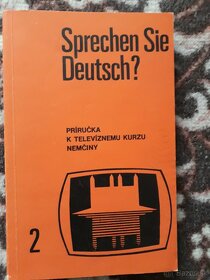 Sprechen Sie
Deutsch?
PRÍRUČKA
K TELEVÍZNEMU KURZU
NEMČINY
2